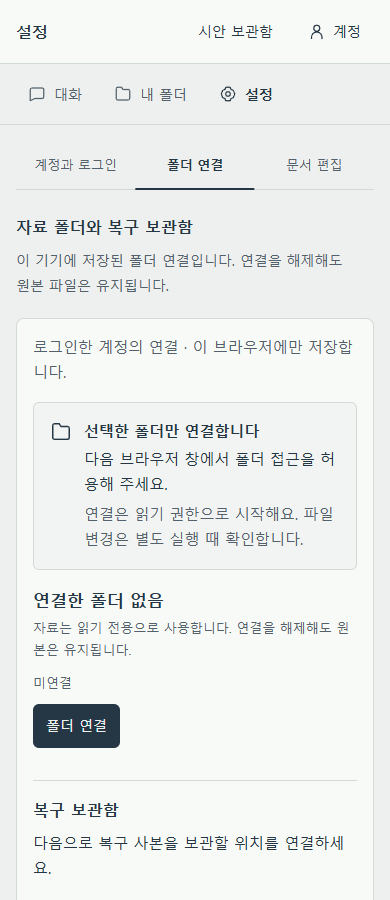 설정
시안 보관함
계정
대화
내 폴더
설정
계정과 로그인
폴더 연결
문서 편집
자료 폴더와 복구 보관함
이 기기에 저장된 폴더 연결입니다. 연결을 해제해도
원본 파일은 유지됩니다.
로그인한 계정의 연결 · 이 브라우저에만 저장합
니다.
선택한 폴더만 연결합니다
다음 브라우저 창에서 폴더 접근을 허
용해 주세요.
연결은 읽기 권한으로 시작해요. 파일
변경은 별도 실행 때 확인합니다.
연결한 폴더 없음
자료는 읽기 전용으로 사용합니다. 연결을 해제해도 원
본은 유지됩니다.
미연결
폴더 연결
복구 보관함
다음으로 복구 사본을 보관할 위치를 연결하세
요.